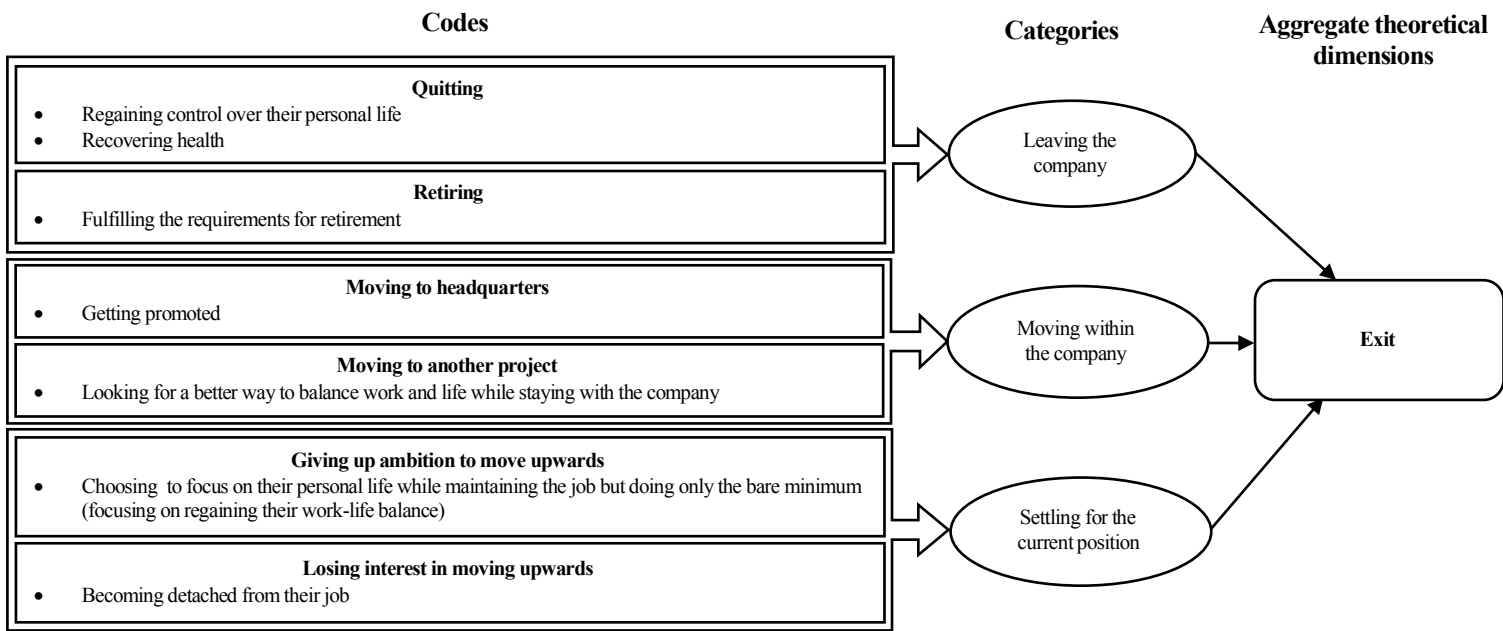 Codes
Categories
Aggregate theoretical
dimensions
Quitting
• Regaining control over their personal life
• Recovering health
Retiring
• Fulfilling the requirements for retirement
Leaving the
company
Moving to headquarters
• Getting promoted
Moving to another project
• Looking for a better way to balance work and life while staying with the company
Moving within
the company
Exit
Giving up ambition to move upwards
• Choosing to focus on their personal life while maintaining the job but doing only the bare minimum
(focusing on regaining their work-life balance)
Losing interest in moving upwards
• Becoming detached from their job
Settling for the
current position